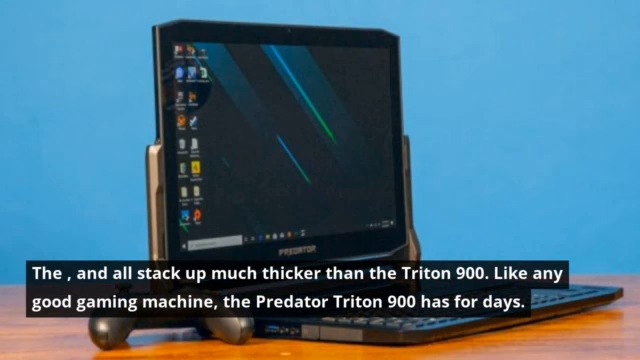 PREDATOR
The , and all stack up much thicker than the Triton 900. Like any
good gaming machine, the Predator Triton 900 has for days.